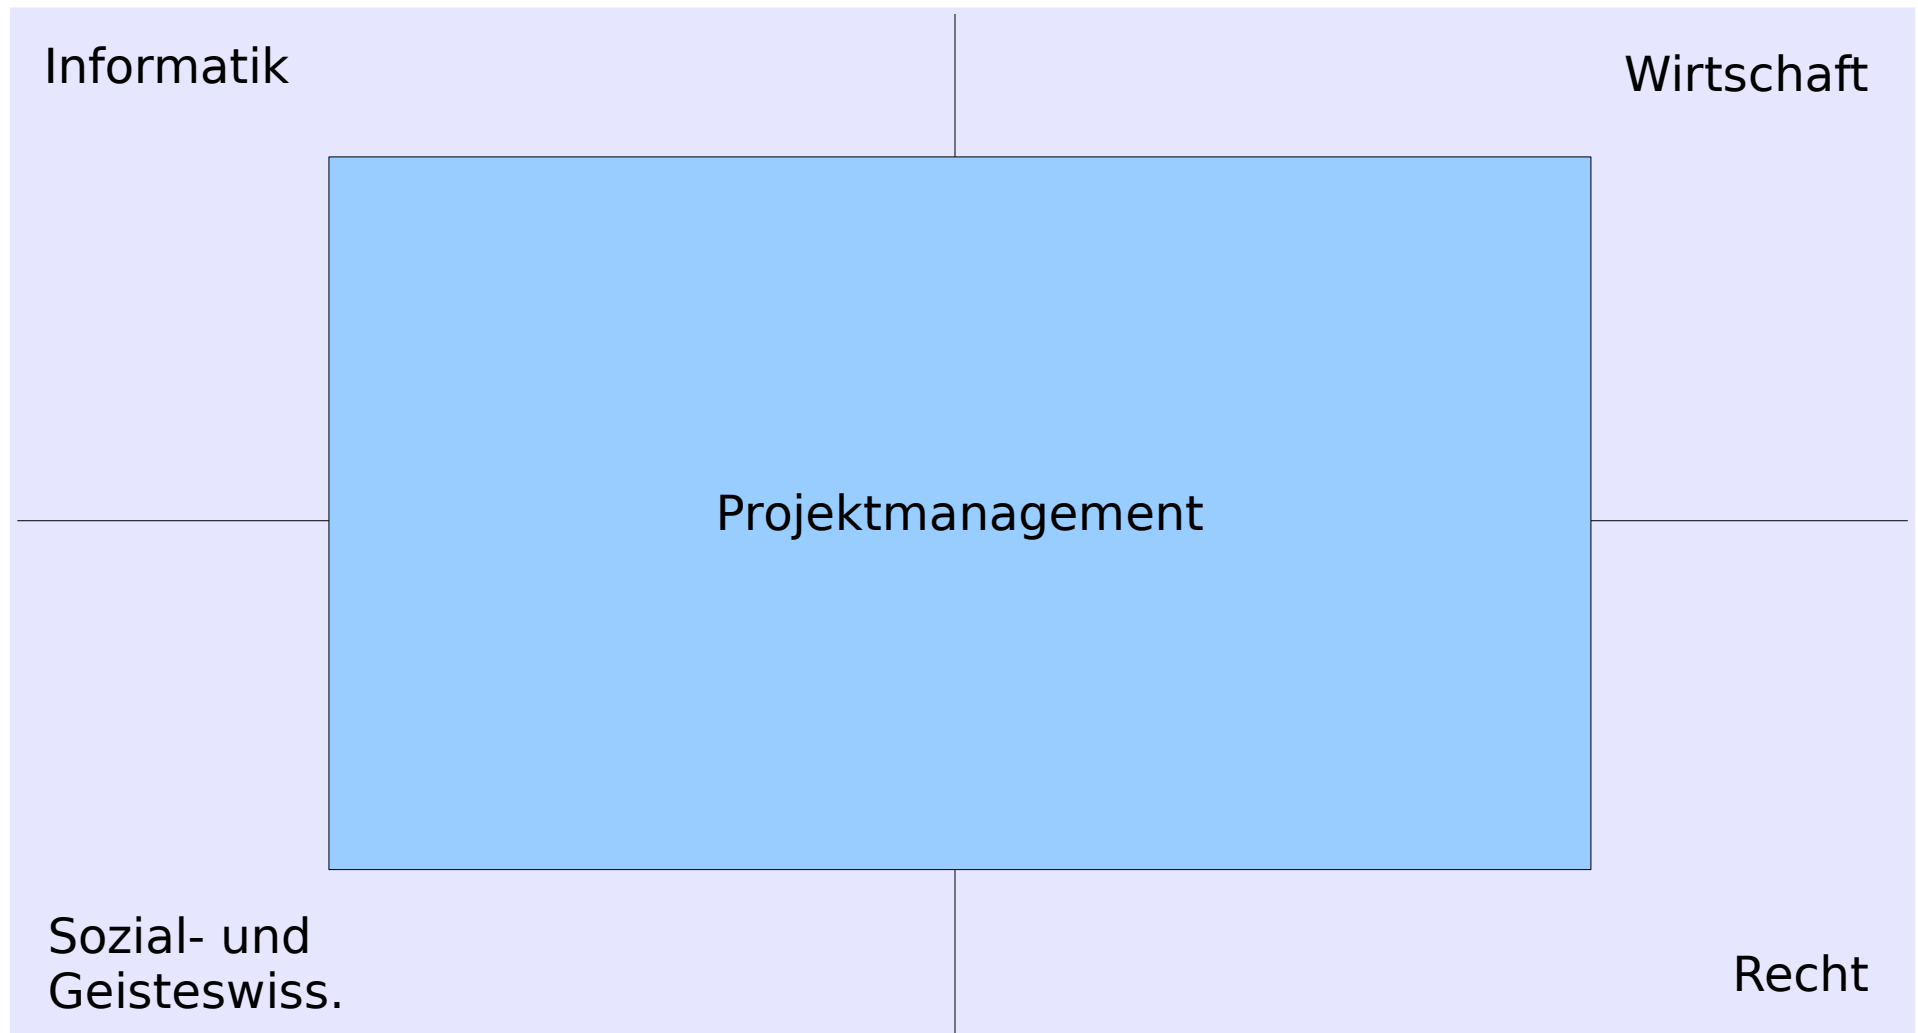 Informatik
Wirtschaft
Projektmanagement
Sozial- und
Geisteswiss.
Recht